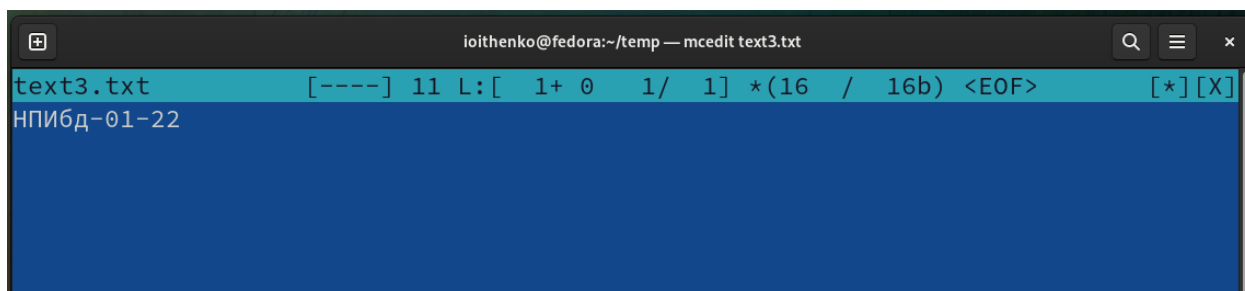 ioithenko@fedora:~/temp — mcedit text3.txt
text3.txt [----] 11 L:[ 1+ 0 1/ 1] *(16 / 16b) <EOF> [*][X]
НПИбд-01-22